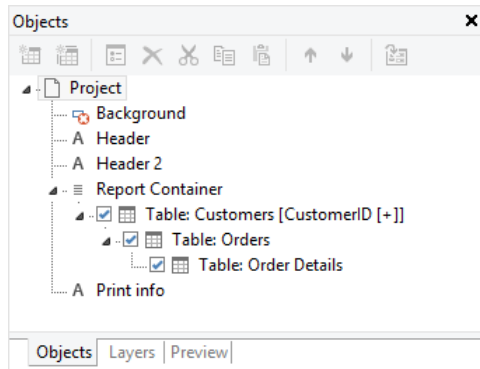 Objects
Project
Background
A Header
A Header 2
Report Container
Table: Customers [CustomerID [+]]
Table: Orders
Table: Order Details
A Print info
Objects Layers Preview